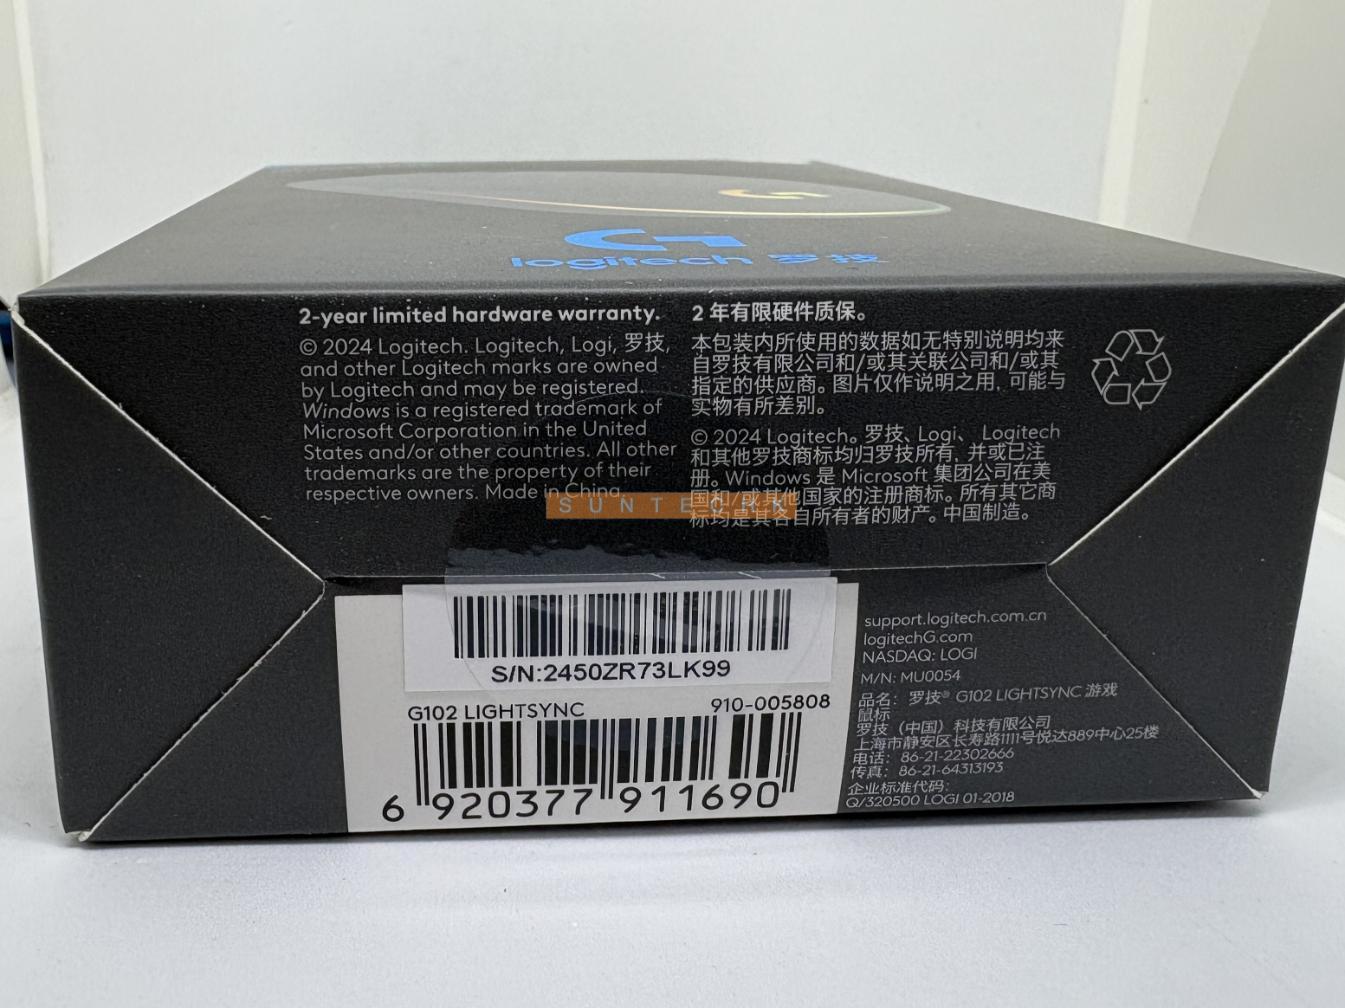 logitech 罗技
2-year limited hardware warranty.
© 2024 Logitech. Logitech, Logi, 罗技,
and other Logitech marks are owned
by Logitech and may be registered.
Windows is a registered trademark of
Microsoft Corporation in the United
States and/or other countries. All other
trademarks are the property of their
respective owners. Made in China
2 年有限硬件质保。
本包装内所使用的数据如无特别说明均来
自罗技有限公司和/或其关联公司和/或其
指定的供应商。图片仅作说明之用, 可能与
实物有所差别。
© 2024 Logitech。罗技、Logi、 Logitech
和其他罗技商标均归罗技所有, 并或已注
册。Windows 是 Microsoft 集团公司在美
国和/或其他国家的注册商标。所有其它商
标均是其各自所有者的财产。中国制造。
SUNTECHK
S/N:2450ZR73LK99
G102 LIGHTSYNC 910-005808
6 920377 911690
support.logitech.com.cn
logitechG.com
NASDAQ: LOGI
M/N: MU0054
品名: 罗技® G102 LIGHTSYNC 游戏
鼠标
罗技（中国）科技有限公司
上海市静安区长寿路1111号悦达889中心25楼
电话: 86-21-22302666
传真: 86-21-64313193
企业标准代码:
Q/320500 LOGI 01-2018